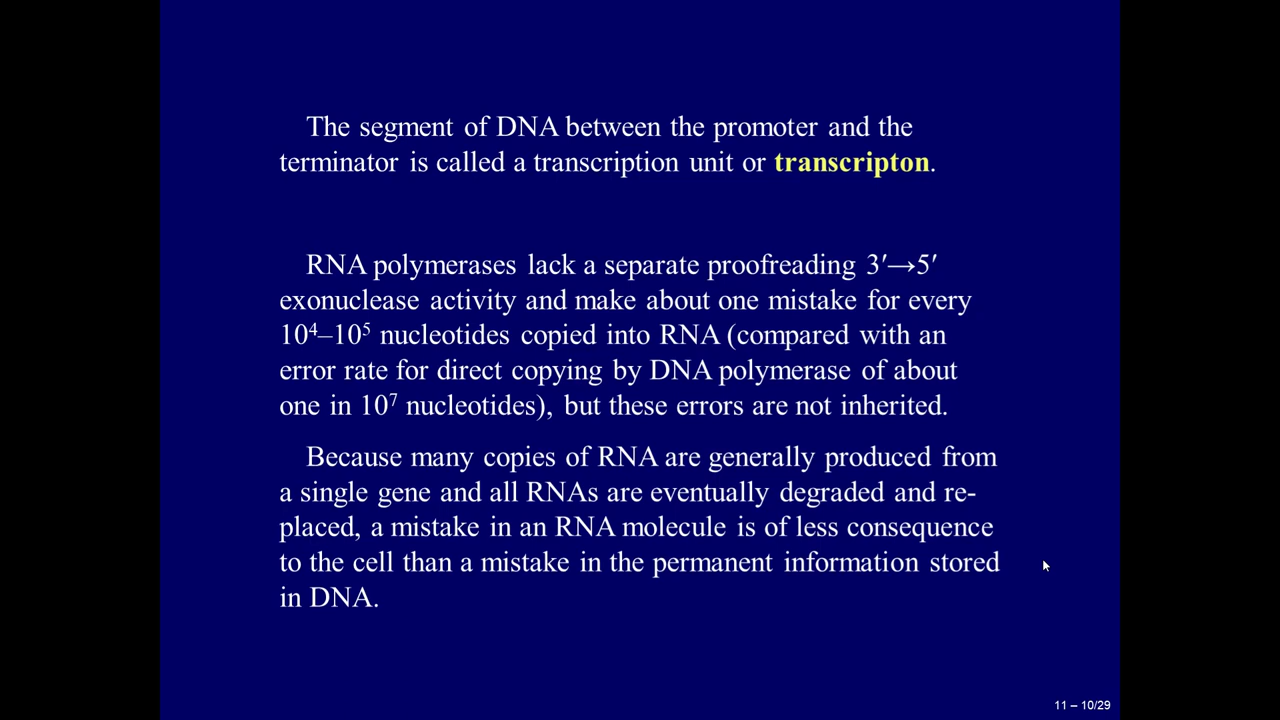 The segment of DNA between the promoter and the
terminator is called a transcription unit or transcripton.
RNA polymerases lack a separate proofreading 3′→5′
exonuclease activity and make about one mistake for every
10⁴–10⁵ nucleotides copied into RNA (compared with an
error rate for direct copying by DNA polymerase of about
one in 10⁷ nucleotides), but these errors are not inherited.
Because many copies of RNA are generally produced from
a single gene and all RNAs are eventually degraded and re-
placed, a mistake in an RNA molecule is of less consequence
to the cell than a mistake in the permanent information stored
in DNA.
11 – 10/29